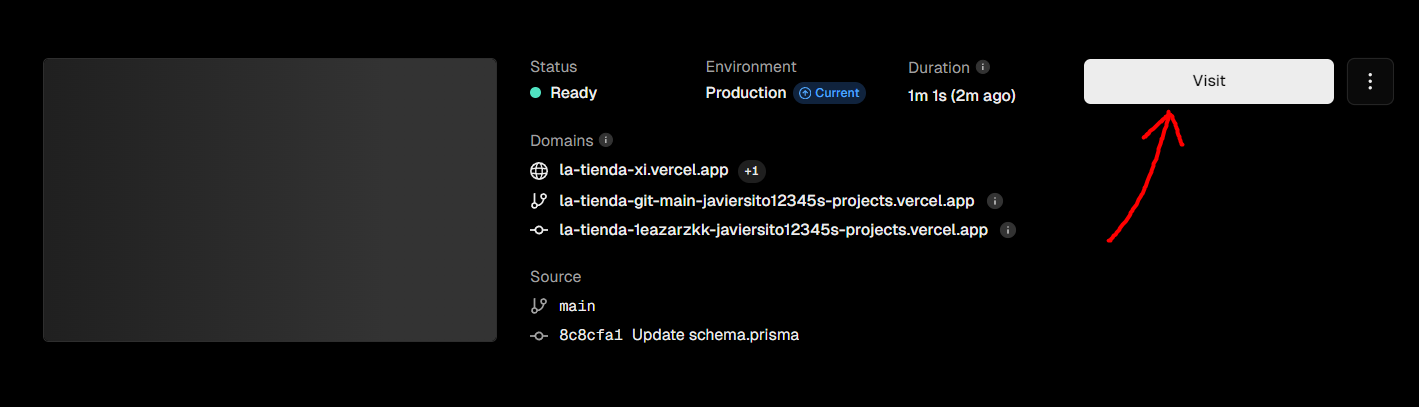 Status
Ready
Environment
Production Current
Duration
1m 1s (2m ago)
Visit
Domains
la-tienda-xi.vercel.app +1
la-tienda-git-main-javiersito12345s-projects.vercel.app
la-tienda-1eazarzkk-javiersito12345s-projects.vercel.app
Source
main
8c8cfa1 Update schema.prisma